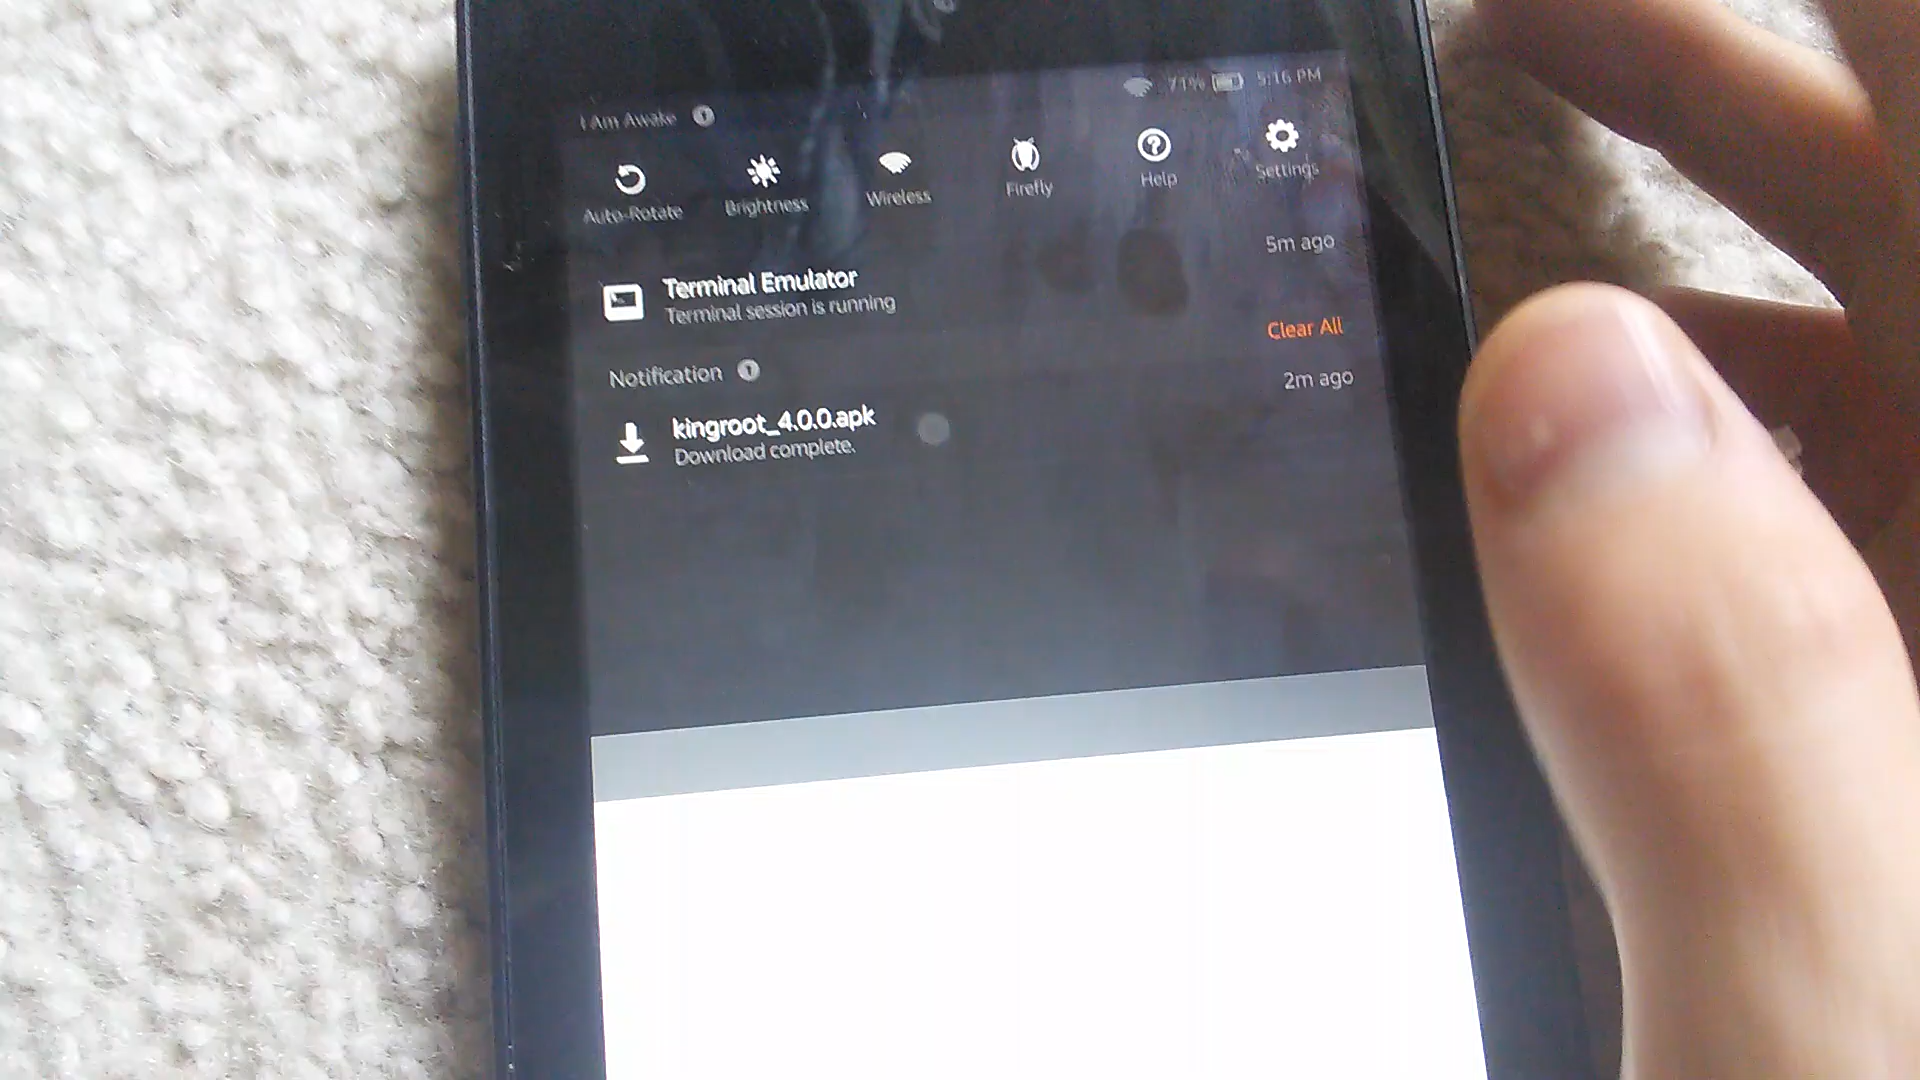 71% 5:16 PM
I Am Awake
Auto-Rotate Brightness Wireless Firefly Help Settings
5m ago
Terminal Emulator
Terminal session is running
Clear All
Notification
2m ago
kingroot_4.0.0.apk
Download complete.